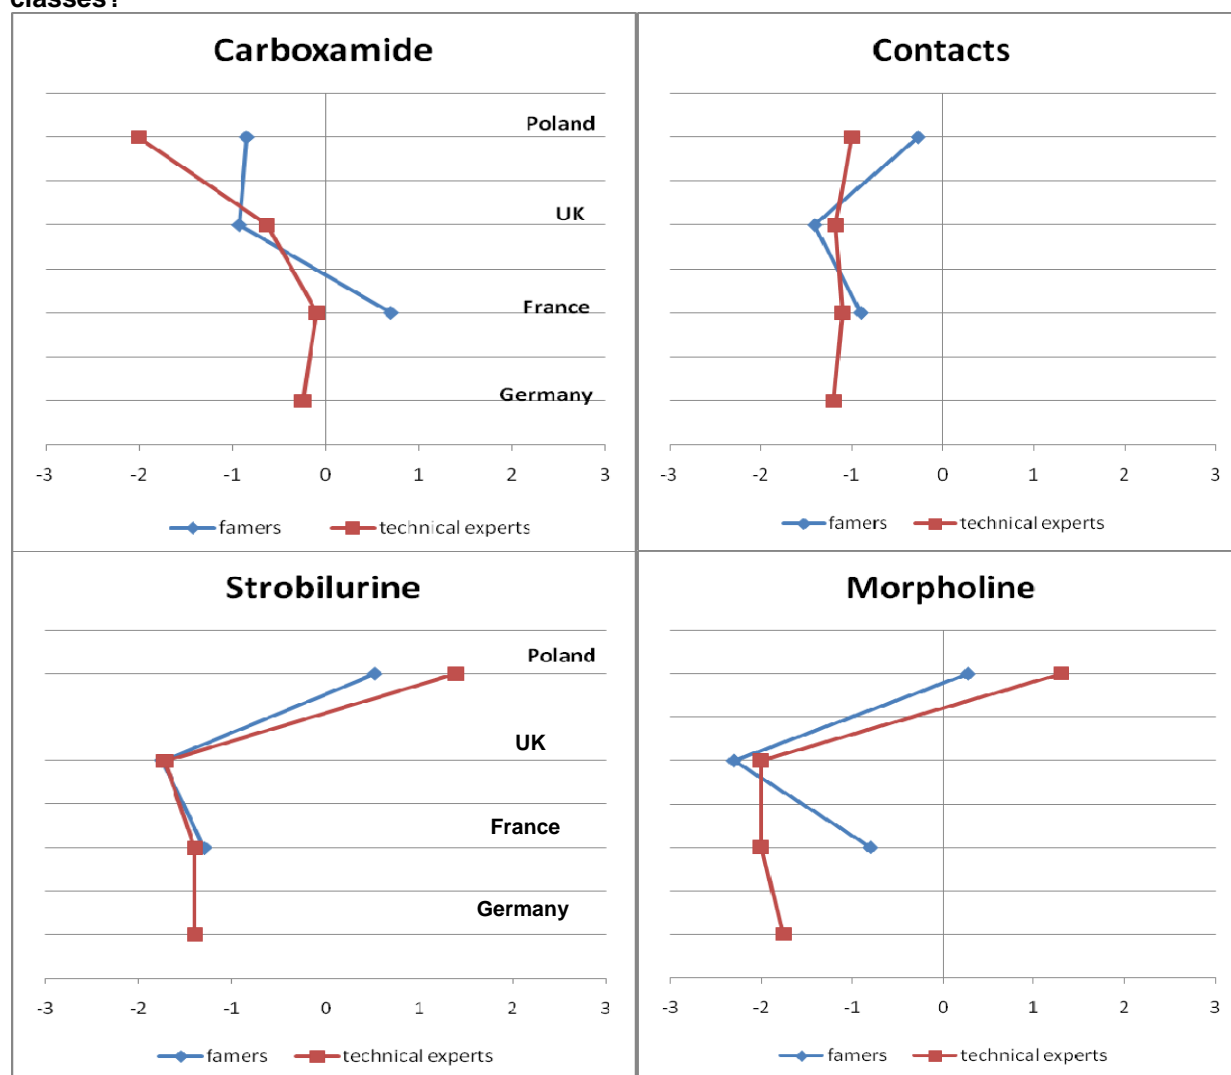 classes?
Carboxamide
Poland
UK
France
Germany
-3 -2 -1 0 1 2 3
famers technical experts
Contacts
-3 -2 -1 0 1 2 3
famers technical experts
Strobilurine
Poland
UK
France
Germany
-3 -2 -1 0 1 2 3
famers technical experts
Morpholine
-3 -2 -1 0 1 2 3
famers technical experts